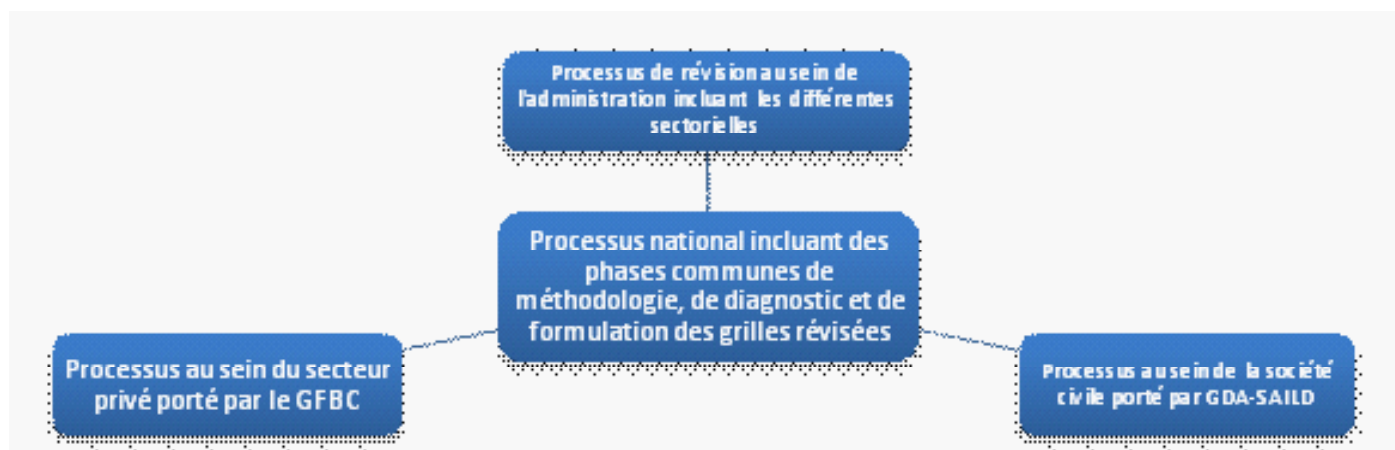 Processus de révision au sein de
l'administration incluant les différentes
sectorielles
Processus national incluant des
phases communes de
méthodologie, de diagnostic et de
formulation des grilles révisées
Processus au sein du secteur
privé porté par le GFBC
Processus au sein de la société
civile porté par GDA-SAILD